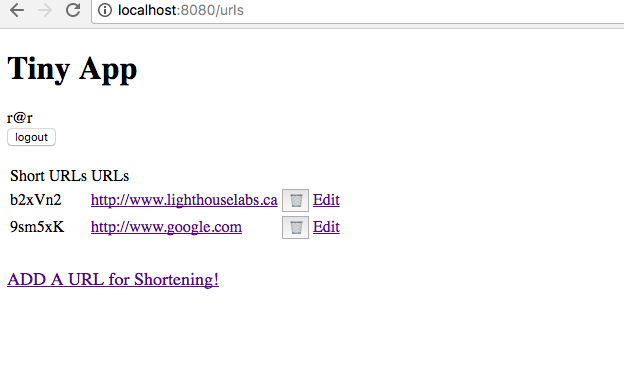 localhost:8080/urls
Tiny App
r@r
logout
Short URLs URLs
b2xVn2 http://www.lighthouselabs.ca Edit
9sm5xK http://www.google.com Edit
ADD A URL for Shortening!